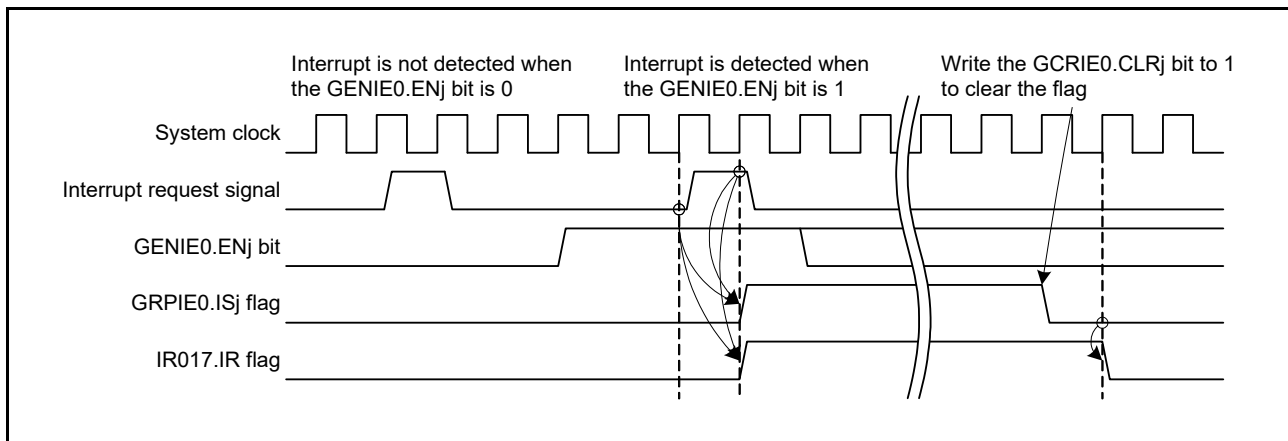 Interrupt is not detected when
the GENIE0.ENj bit is 0
Interrupt is detected when
the GENIE0.ENj bit is 1
Write the GCRIE0.CLRj bit to 1
to clear the flag
System clock
Interrupt request signal
GENIE0.ENj bit
GRPIE0.ISj flag
IR017.IR flag